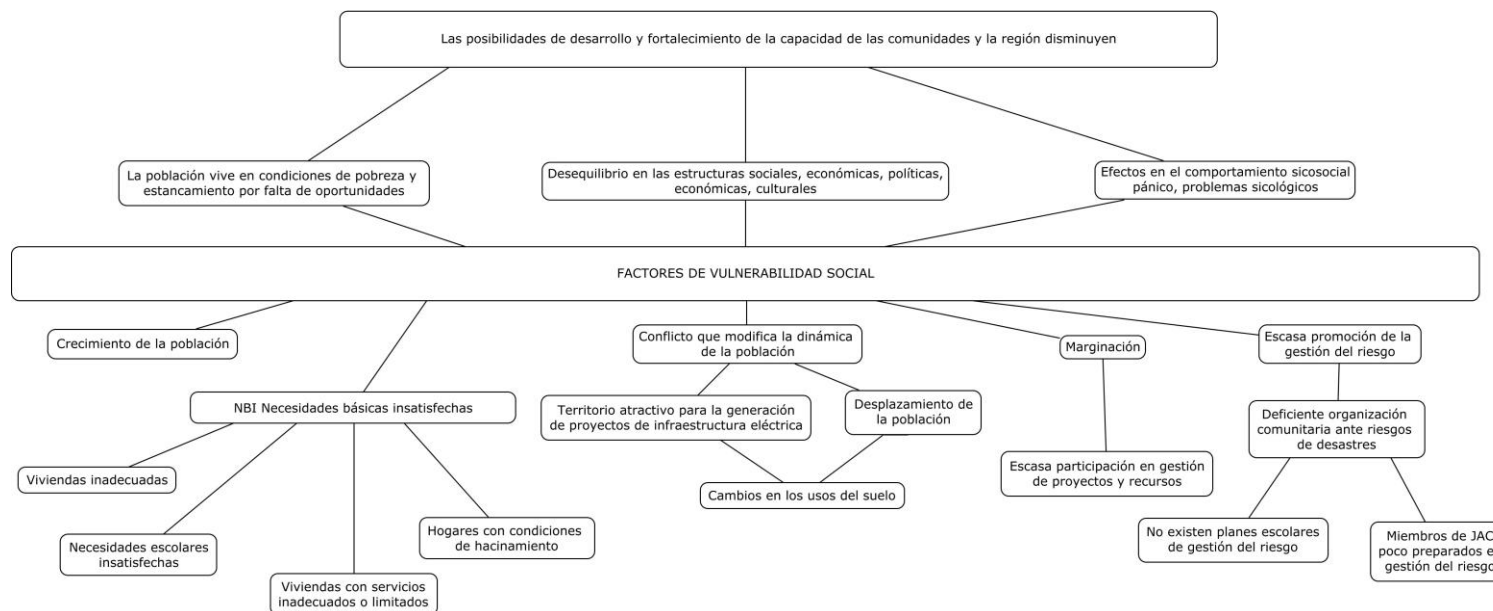 Las posibilidades de desarrollo y fortalecimiento de la capacidad de las comunidades y la región disminuyen
La población vive en condiciones de pobreza y
estancamiento por falta de oportunidades
Desequilibrio en las estructuras sociales, económicas, políticas,
económicas, culturales
Efectos en el comportamiento sicosocial
pánico, problemas sicológicos
FACTORES DE VULNERABILIDAD SOCIAL
Crecimiento de la población
Conflicto que modifica la dinámica
de la población
Marginación
Escasa promoción de la
gestión del riesgo
NBI Necesidades básicas insatisfechas
Territorio atractivo para la generación
de proyectos de infraestructura eléctrica
Desplazamiento de
la población
Deficiente organización
comunitaria ante riesgos
de desastres
Viviendas inadecuadas
Escasa participación en gestión
de proyectos y recursos
Cambios en los usos del suelo
Necesidades escolares
insatisfechas
Hogares con condiciones
de hacinamiento
No existen planes escolares
de gestión del riesgo
Miembros de JAC
poco preparados e
gestión del riesgo
Viviendas con servicios
inadecuados o limitados